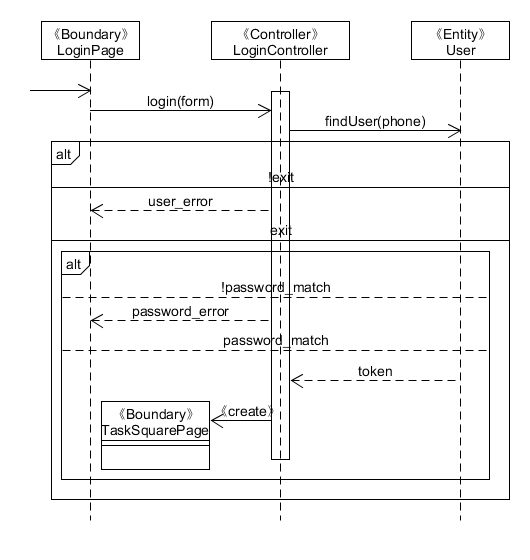 《Boundary》
LoginPage
《Controller》
LoginController
《Entity》
User
login(form)
findUser(phone)
alt
!exit
user_error
exit
alt
!password_match
password_error
password_match
token
《create》
《Boundary》
TaskSquarePage